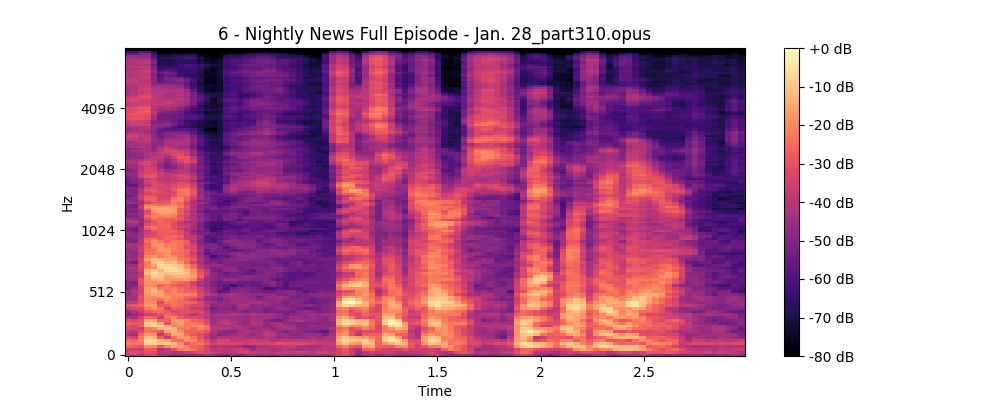 6 - Nightly News Full Episode - Jan. 28_part310.opus
Hz
4096
2048
1024
512
0
0
0.5
1
1.5
2
2.5
Time
+0 dB
-10 dB
-20 dB
-30 dB
-40 dB
-50 dB
-60 dB
-70 dB
-80 dB